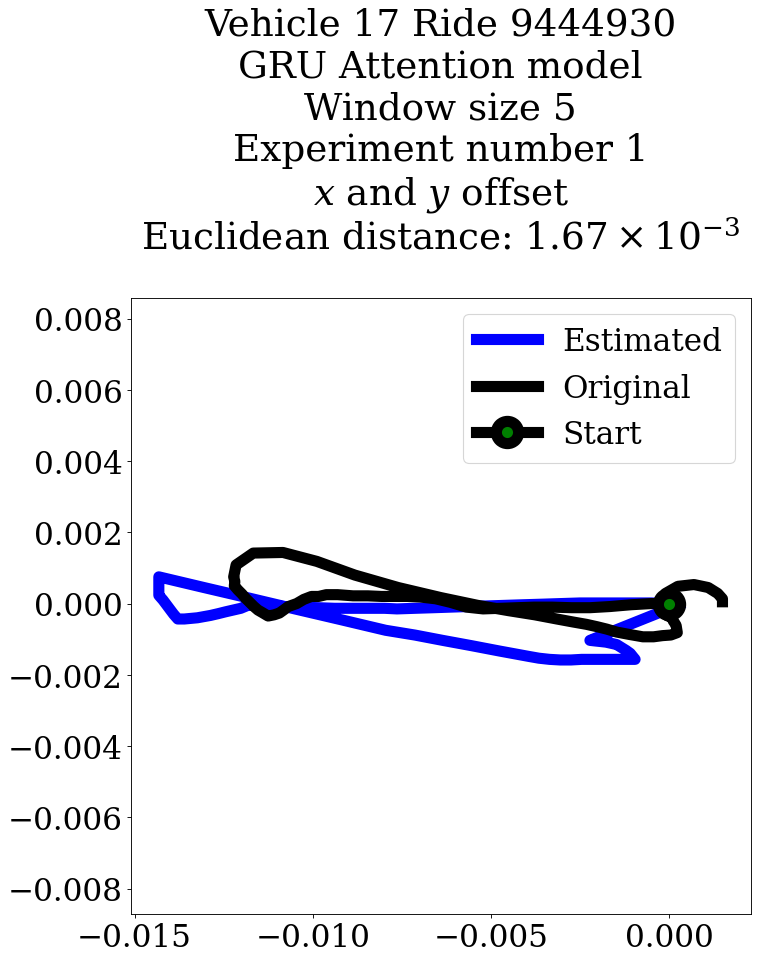 Vehicle 17 Ride 9444930
GRU Attention model
Window size 5
Experiment number 1
x and y offset
Euclidean distance: 1.67 × 10⁻³
Estimated
Original
Start
0.008
0.006
0.004
0.002
0.000
−0.002
−0.004
−0.006
−0.008
−0.015 −0.010 −0.005 0.000